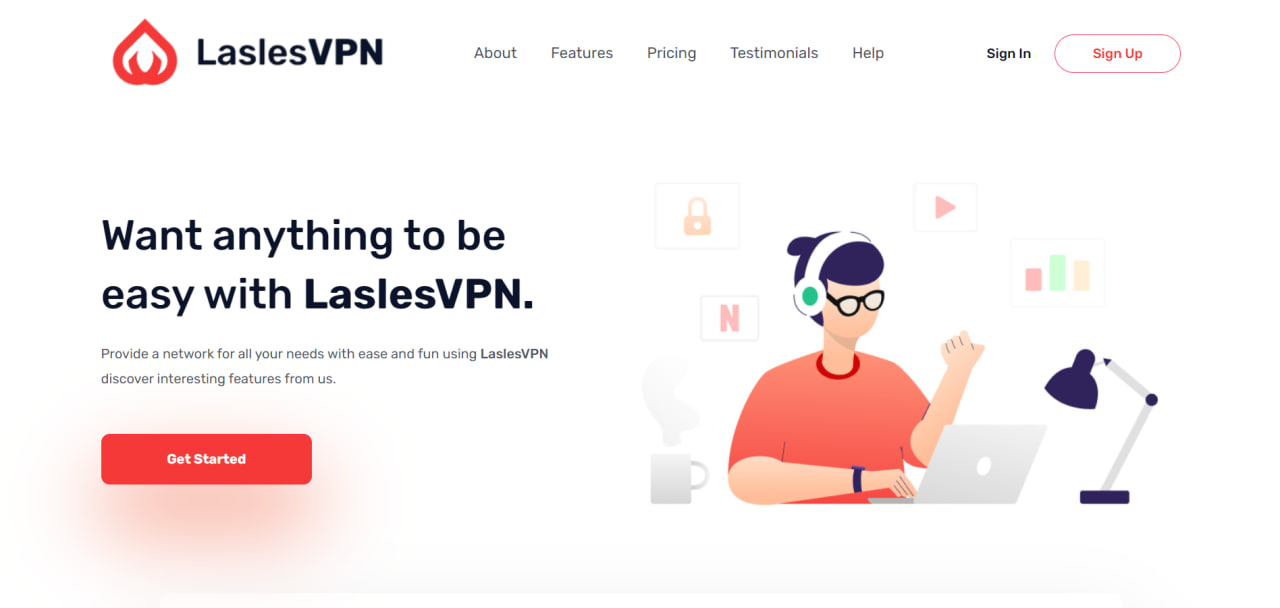 LaslesVPN
About
Features
Pricing
Testimonials
Help
Sign In
Sign Up
Want anything to be
easy with LaslesVPN.
Provide a network for all your needs with ease and fun using LaslesVPN
discover interesting features from us.
Get Started
N